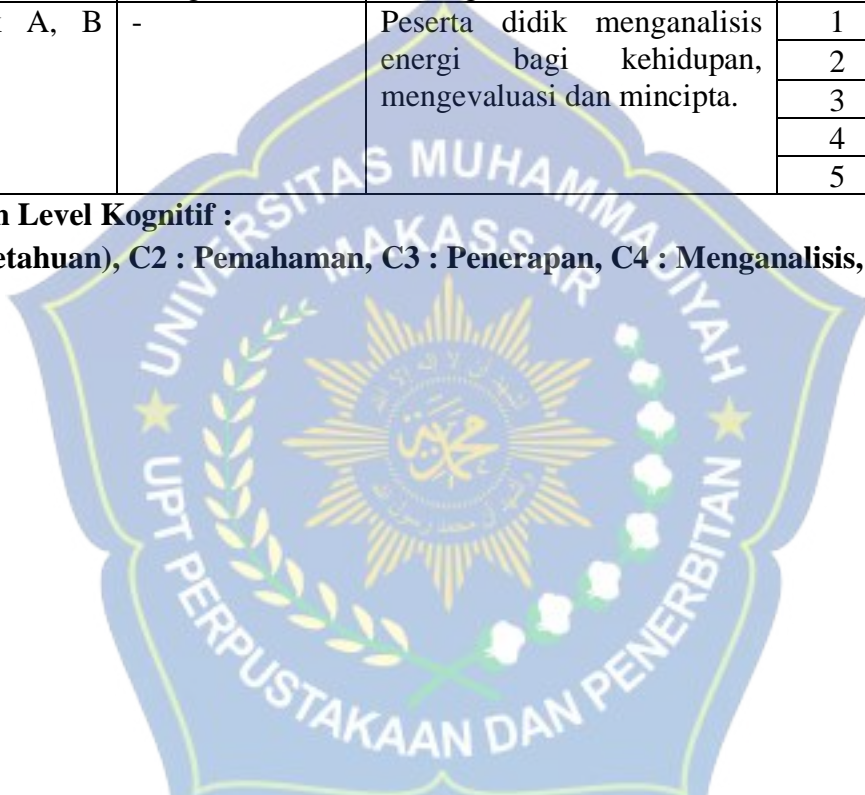 A, B - Peserta didik menganalisis 1
energi bagi kehidupan, 2
mengevaluasi dan mincipta. 3
4
5
Level Kognitif :
C2 : Pemahaman, C3 : Penerapan, C4 : Menganalisis,
UNIVERSITAS MUHAMMADIYAH
MAKASSAR
UPT PERPUSTAKAAN DAN PENERBITAN